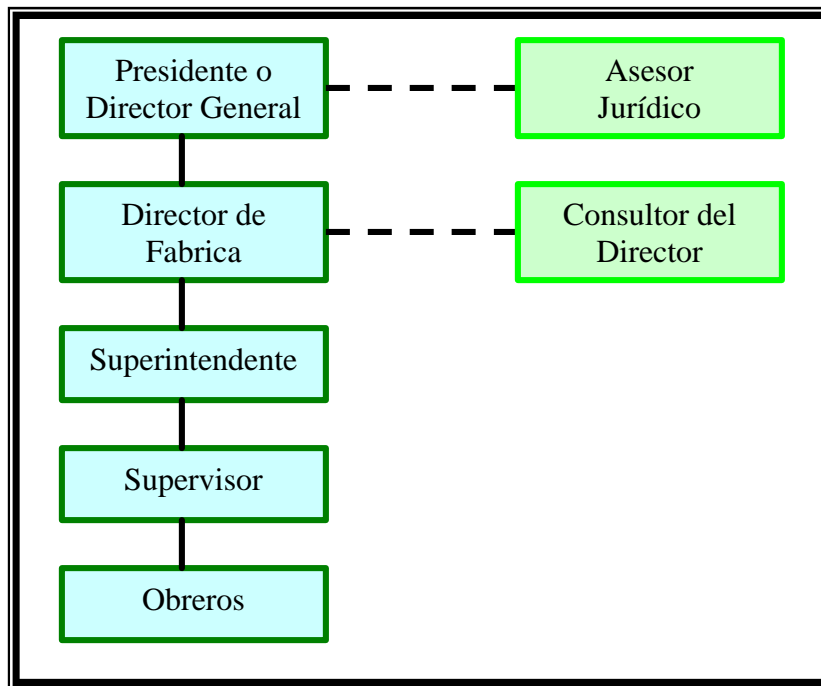 Presidente o
Director General
Asesor
Jurídico
Director de
Fabrica
Consultor del
Director
Superintendente
Supervisor
Obreros